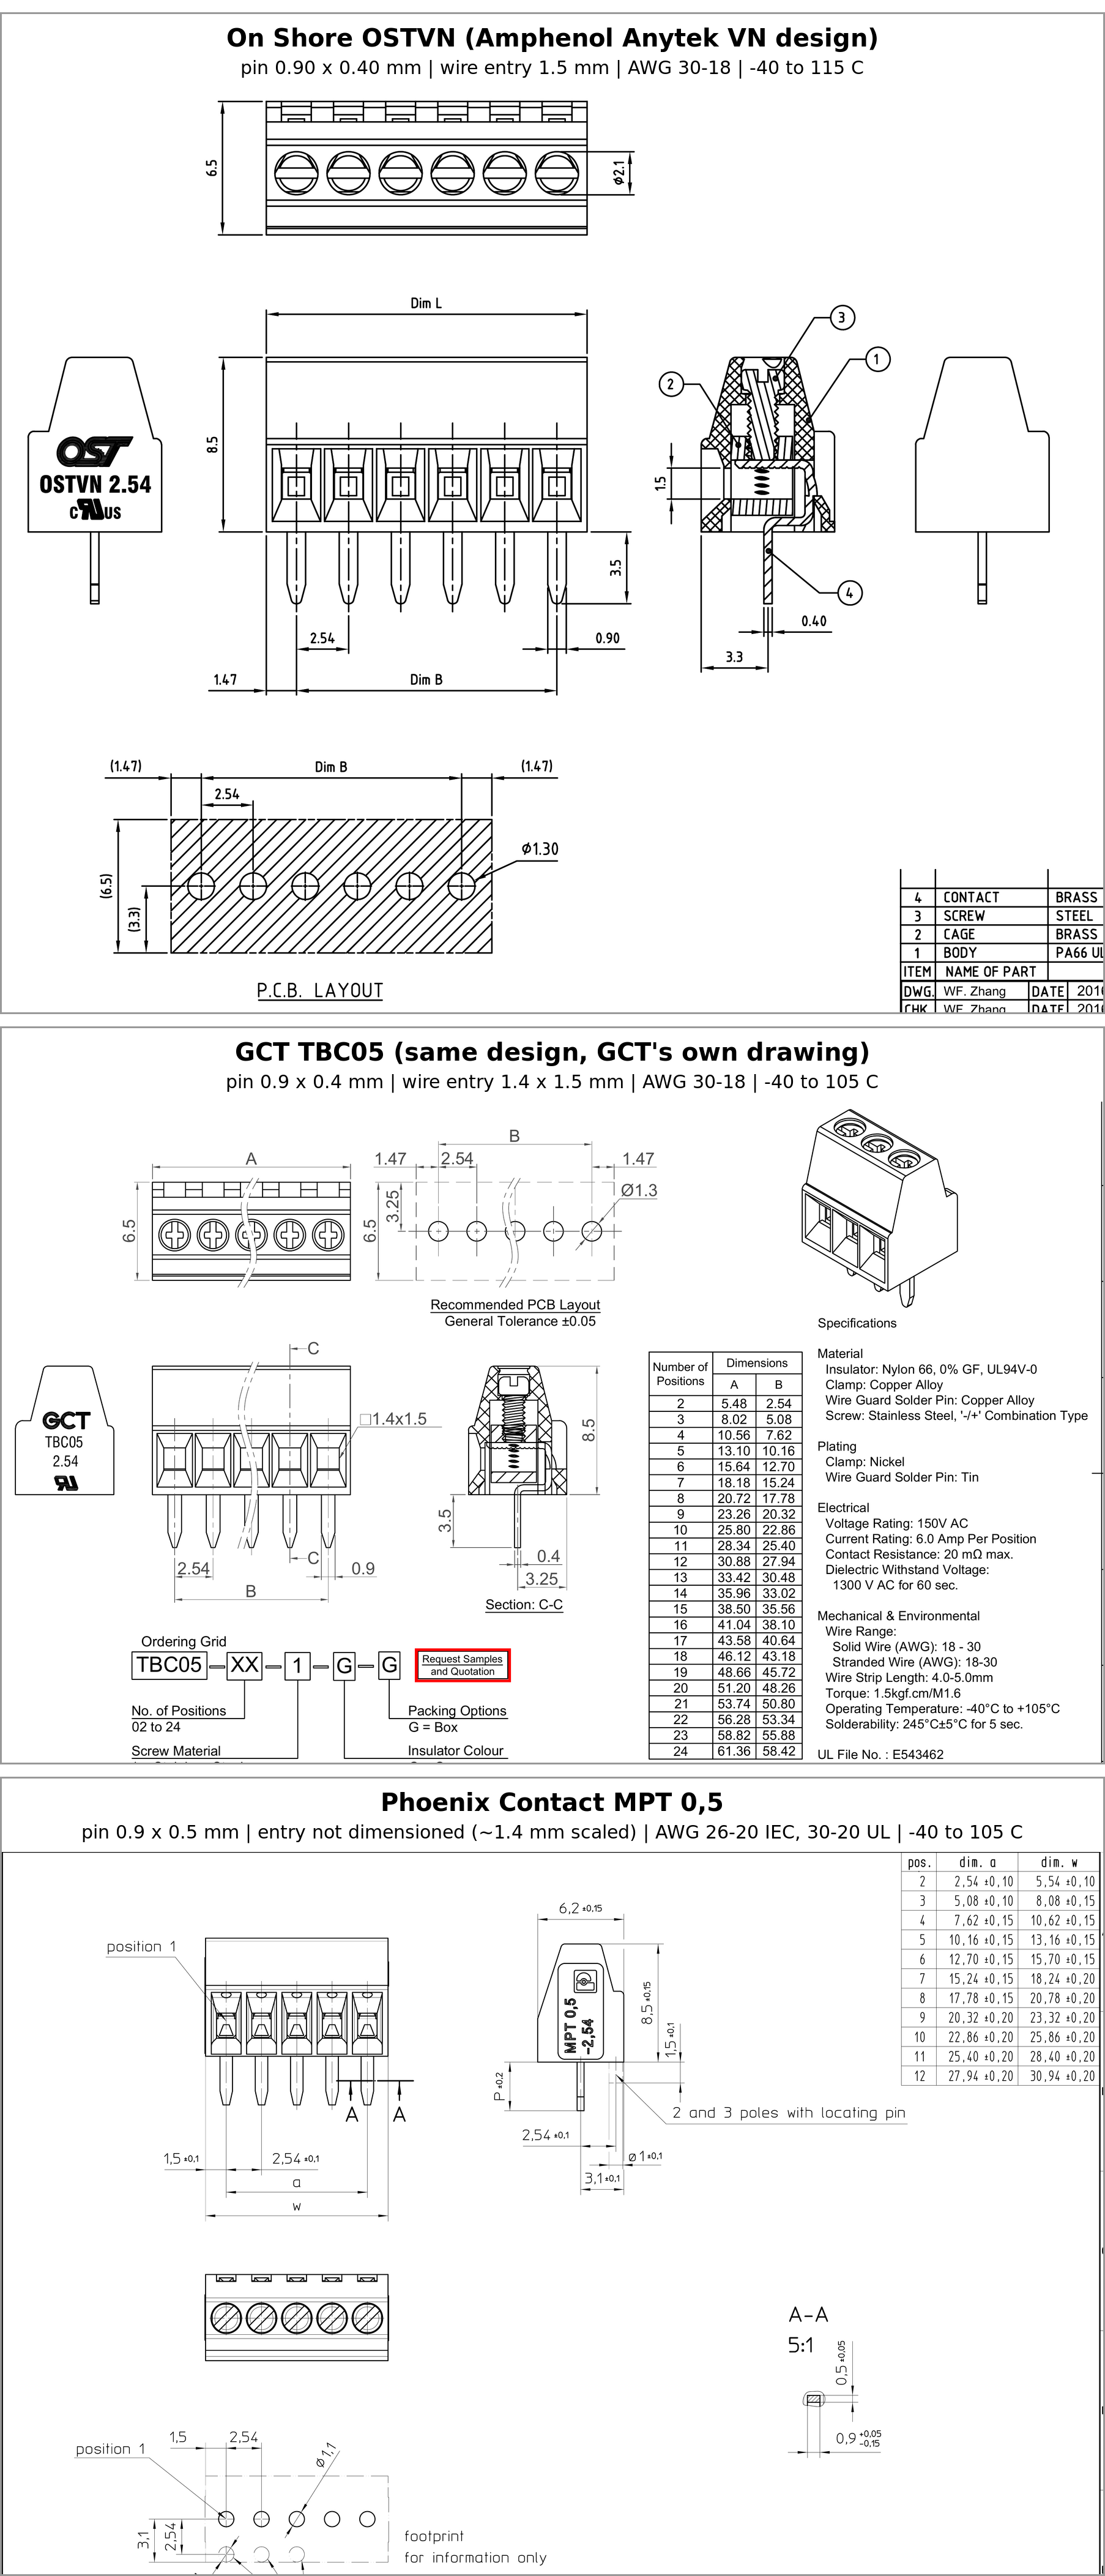 On Shore OSTVN (Amphenol Anytek VN design)
pin 0.90 x 0.40 mm | wire entry 1.5 mm | AWG 30-18 | -40 to 115 C
6.5
ϕ2.1
Dim L
3
1
2
8.5
1.5
OST
OSTVN 2.54
c RU US
3.5
4
2.54
0.90
0.40
3.3
1.47
Dim B
(1.47)
Dim B
(1.47)
2.54
ϕ1.30
(6.5)
(3.3)
P.C.B. LAYOUT
4 CONTACT BRASS
3 SCREW STEEL
2 CAGE BRASS
1 BODY PA66 UL
ITEM NAME OF PART
DWG. WF. Zhang DATE 201
CHK WF. Zhang DATE 201
GCT TBC05 (same design, GCT's own drawing)
pin 0.9 x 0.4 mm | wire entry 1.4 x 1.5 mm | AWG 30-18 | -40 to 105 C
A
B
1.47 2.54 1.47
6.5
6.5
3.25
Ø1.3
Recommended PCB Layout
General Tolerance ±0.05
C
GCT
TBC05
2.54
□1.4x1.5
8.5
3.5
C
2.54
0.9
B
0.4
3.25
Section: C-C
Number of Positions Dimensions
A B
2 5.48 2.54
3 8.02 5.08
4 10.56 7.62
5 13.10 10.16
6 15.64 12.70
7 18.18 15.24
8 20.72 17.78
9 23.26 20.32
10 25.80 22.86
11 28.34 25.40
12 30.88 27.94
13 33.42 30.48
14 35.96 33.02
15 38.50 35.56
16 41.04 38.10
17 43.58 40.64
18 46.12 43.18
19 48.66 45.72
20 51.20 48.26
21 53.74 50.80
22 56.28 53.34
23 58.82 55.88
24 61.36 58.42
Specifications
Material
Insulator: Nylon 66, 0% GF, UL94V-0
Clamp: Copper Alloy
Wire Guard Solder Pin: Copper Alloy
Screw: Stainless Steel, '-/+' Combination Type
Plating
Clamp: Nickel
Wire Guard Solder Pin: Tin
Electrical
Voltage Rating: 150V AC
Current Rating: 6.0 Amp Per Position
Contact Resistance: 20 mΩ max.
Dielectric Withstand Voltage:
1300 V AC for 60 sec.
Mechanical & Environmental
Wire Range:
Solid Wire (AWG): 18 - 30
Stranded Wire (AWG): 18-30
Wire Strip Length: 4.0-5.0mm
Torque: 1.5kgf.cm/M1.6
Operating Temperature: -40°C to +105°C
Solderability: 245°C±5°C for 5 sec.
UL File No. : E543462
Ordering Grid
TBC05 – XX – 1 – G – G
Request Samples
and Quotation
No. of Positions
02 to 24
Packing Options
G = Box
Screw Material
Insulator Colour
Phoenix Contact MPT 0,5
pin 0.9 x 0.5 mm | entry not dimensioned (~1.4 mm scaled) | AWG 26-20 IEC, 30-20 UL | -40 to 105 C
pos. dim. a dim. w
2 2,54 ±0,10 5,54 ±0,10
3 5,08 ±0,10 8,08 ±0,15
4 7,62 ±0,15 10,62 ±0,15
5 10,16 ±0,15 13,16 ±0,15
6 12,70 ±0,15 15,70 ±0,15
7 15,24 ±0,15 18,24 ±0,20
8 17,78 ±0,15 20,78 ±0,20
9 20,32 ±0,20 23,32 ±0,20
10 22,86 ±0,20 25,86 ±0,20
11 25,40 ±0,20 28,40 ±0,20
12 27,94 ±0,20 30,94 ±0,20
position 1
6,2 ±0,15
MPT 0,5
-2,54
8,5 ±0,15
1,5 ±0,1
P ±0,2
A A
2 and 3 poles with locating pin
2,54 ±0,1
ø 1 ±0,1
3,1 ±0,1
1,5 ±0,1
2,54 ±0,1
a
w
A-A
5:1
0,5 ±0,05
0,9 +0,05 -0,15
1,5 2,54
position 1
ø 1,1
3,1
2,54
footprint
for information only